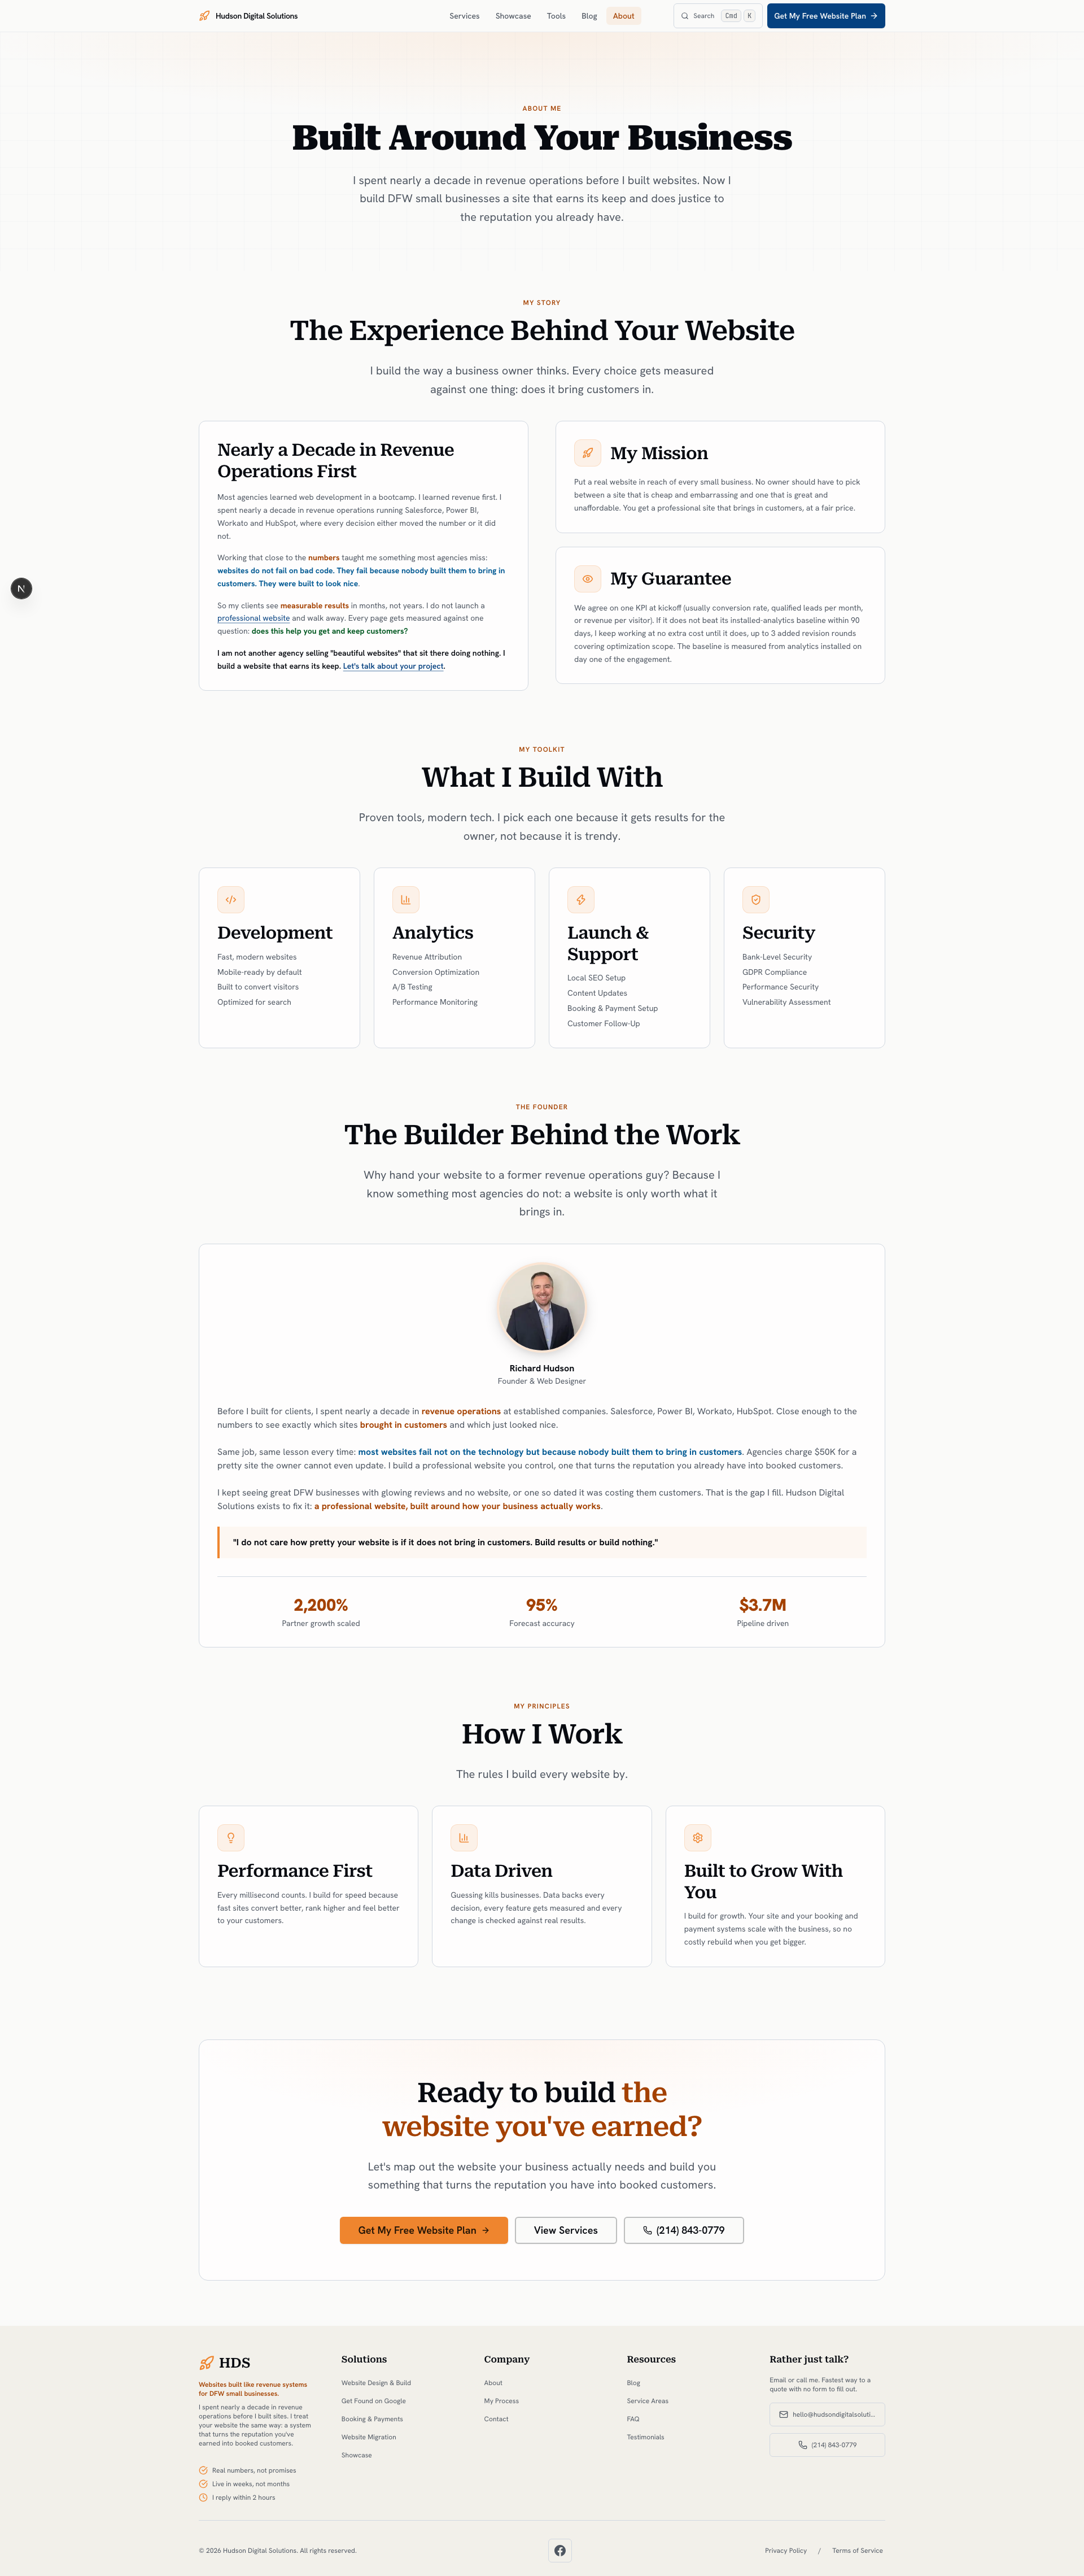 Hudson Digital Solutions
Services
Showcase
Tools
Blog
About
Search
Cmd
K
Get My Free Website Plan
ABOUT ME
Built Around Your Business
I spent nearly a decade in revenue operations before I built websites. Now I
build DFW small businesses a site that earns its keep and does justice to
the reputation you already have.
MY STORY
The Experience Behind Your Website
I build the way a business owner thinks. Every choice gets measured
against one thing: does it bring customers in.
Nearly a Decade in Revenue
Operations First
Most agencies learned web development in a bootcamp. I learned revenue first. I
spent nearly a decade in revenue operations running Salesforce, Power BI,
Workato and HubSpot, where every decision either moved the number or it did
not.
Working that close to the numbers taught me something most agencies miss:
websites do not fail on bad code. They fail because nobody built them to bring in
customers. They were built to look nice.
So my clients see measurable results in months, not years. I do not launch a
professional website and walk away. Every page gets measured against one
question: does this help you get and keep customers?
I am not another agency selling "beautiful websites" that sit there doing nothing. I
build a website that earns its keep. Let's talk about your project.
My Mission
Put a real website in reach of every small business. No owner should have to pick
between a site that is cheap and embarrassing and one that is great and
unaffordable. You get a professional site that brings in customers, at a fair price.
My Guarantee
We agree on one KPI at kickoff (usually conversion rate, qualified leads per month,
or revenue per visitor). If it does not beat its installed-analytics baseline within 90
days, I keep working at no extra cost until it does, up to 3 added revision rounds
covering optimization scope. The baseline is measured from analytics installed on
day one of the engagement.
MY TOOLKIT
What I Build With
Proven tools, modern tech. I pick each one because it gets results for the
owner, not because it is trendy.
Development
Fast, modern websites
Mobile-ready by default
Built to convert visitors
Optimized for search
Analytics
Revenue Attribution
Conversion Optimization
A/B Testing
Performance Monitoring
Launch &
Support
Local SEO Setup
Content Updates
Booking & Payment Setup
Customer Follow-Up
Security
Bank-Level Security
GDPR Compliance
Performance Security
Vulnerability Assessment
THE FOUNDER
The Builder Behind the Work
Why hand your website to a former revenue operations guy? Because I
know something most agencies do not: a website is only worth what it
brings in.
Richard Hudson
Founder & Web Designer
Before I built for clients, I spent nearly a decade in revenue operations at established companies. Salesforce, Power BI, Workato, HubSpot. Close enough to the
numbers to see exactly which sites brought in customers and which just looked nice.
Same job, same lesson every time: most websites fail not on the technology but because nobody built them to bring in customers. Agencies charge $50K for a
pretty site the owner cannot even update. I build a professional website you control, one that turns the reputation you already have into booked customers.
I kept seeing great DFW businesses with glowing reviews and no website, or one so dated it was costing them customers. That is the gap I fill. Hudson Digital
Solutions exists to fix it: a professional website, built around how your business actually works.
"I do not care how pretty your website is if it does not bring in customers. Build results or build nothing."
2,200%
Partner growth scaled
95%
Forecast accuracy
$3.7M
Pipeline driven
MY PRINCIPLES
How I Work
The rules I build every website by.
Performance First
Every millisecond counts. I build for speed because
fast sites convert better, rank higher and feel better
to your customers.
Data Driven
Guessing kills businesses. Data backs every
decision, every feature gets measured and every
change is checked against real results.
Built to Grow With
You
I build for growth. Your site and your booking and
payment systems scale with the business, so no
costly rebuild when you get bigger.
Ready to build the
website you've earned?
Let's map out the website your business actually needs and build you
something that turns the reputation you have into booked customers.
Get My Free Website Plan
View Services
(214) 843-0779
HDS
Websites built like revenue systems
for DFW small businesses.
I spent nearly a decade in revenue
operations before I built sites. I treat
your website the same way: a system
that turns the reputation you've
earned into booked customers.
Real numbers, not promises
Live in weeks, not months
I reply within 2 hours
Solutions
Website Design & Build
Get Found on Google
Booking & Payments
Website Migration
Showcase
Company
About
My Process
Contact
Resources
Blog
Service Areas
FAQ
Testimonials
Rather just talk?
Email or call me. Fastest way to a
quote with no form to fill out.
hello@hudsondigitalsoluti...
(214) 843-0779
© 2026 Hudson Digital Solutions. All rights reserved.
Privacy Policy
/
Terms of Service
N